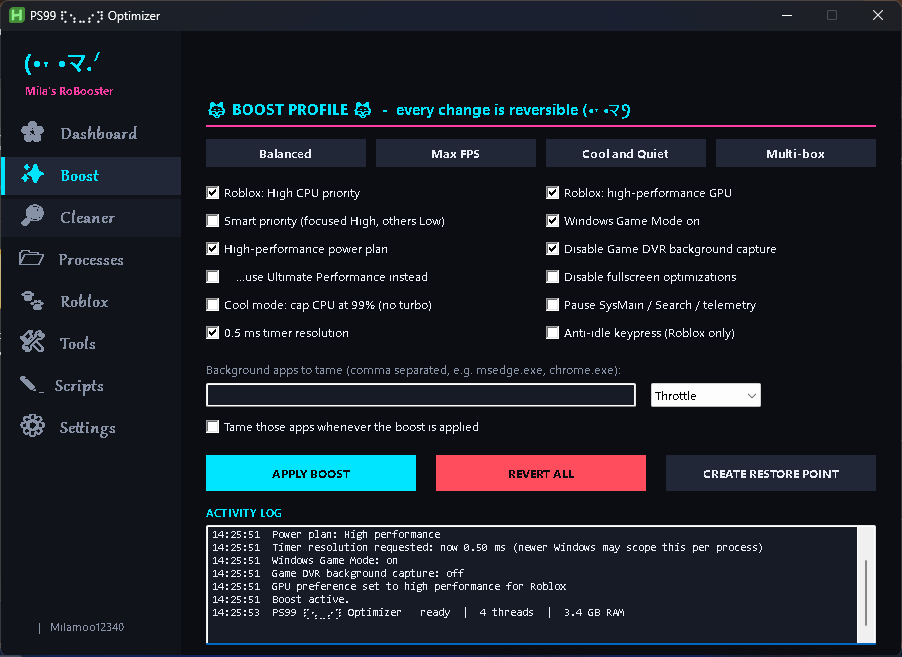 PS99 ⢏⢢⣀⡠⢹ Optimizer
(•˕ •マ.ᐟ
Mila's RoBooster
Dashboard
Boost
Cleaner
Processes
Roblox
Tools
Scripts
Settings
| Milamoo12340
BOOST PROFILE - every change is reversible
Balanced
Max FPS
Cool and Quiet
Multi-box
Roblox: High CPU priority
Roblox: high-performance GPU
Smart priority (focused High, others Low)
Windows Game Mode on
High-performance power plan
Disable Game DVR background capture
...use Ultimate Performance instead
Disable fullscreen optimizations
Cool mode: cap CPU at 99% (no turbo)
Pause SysMain / Search / telemetry
0.5 ms timer resolution
Anti-idle keypress (Roblox only)
Background apps to tame (comma separated, e.g. msedge.exe, chrome.exe):
Throttle
Tame those apps whenever the boost is applied
APPLY BOOST
REVERT ALL
CREATE RESTORE POINT
ACTIVITY LOG
14:25:51 Power plan: High performance
14:25:51 Timer resolution requested: now 0.50 ms (newer Windows may scope this per process)
14:25:51 Windows Game Mode: on
14:25:51 Game DVR background capture: off
14:25:51 GPU preference set to high performance for Roblox
14:25:51 Boost active.
14:25:53 PS99 Optimizer ready | 4 threads | 3.4 GB RAM